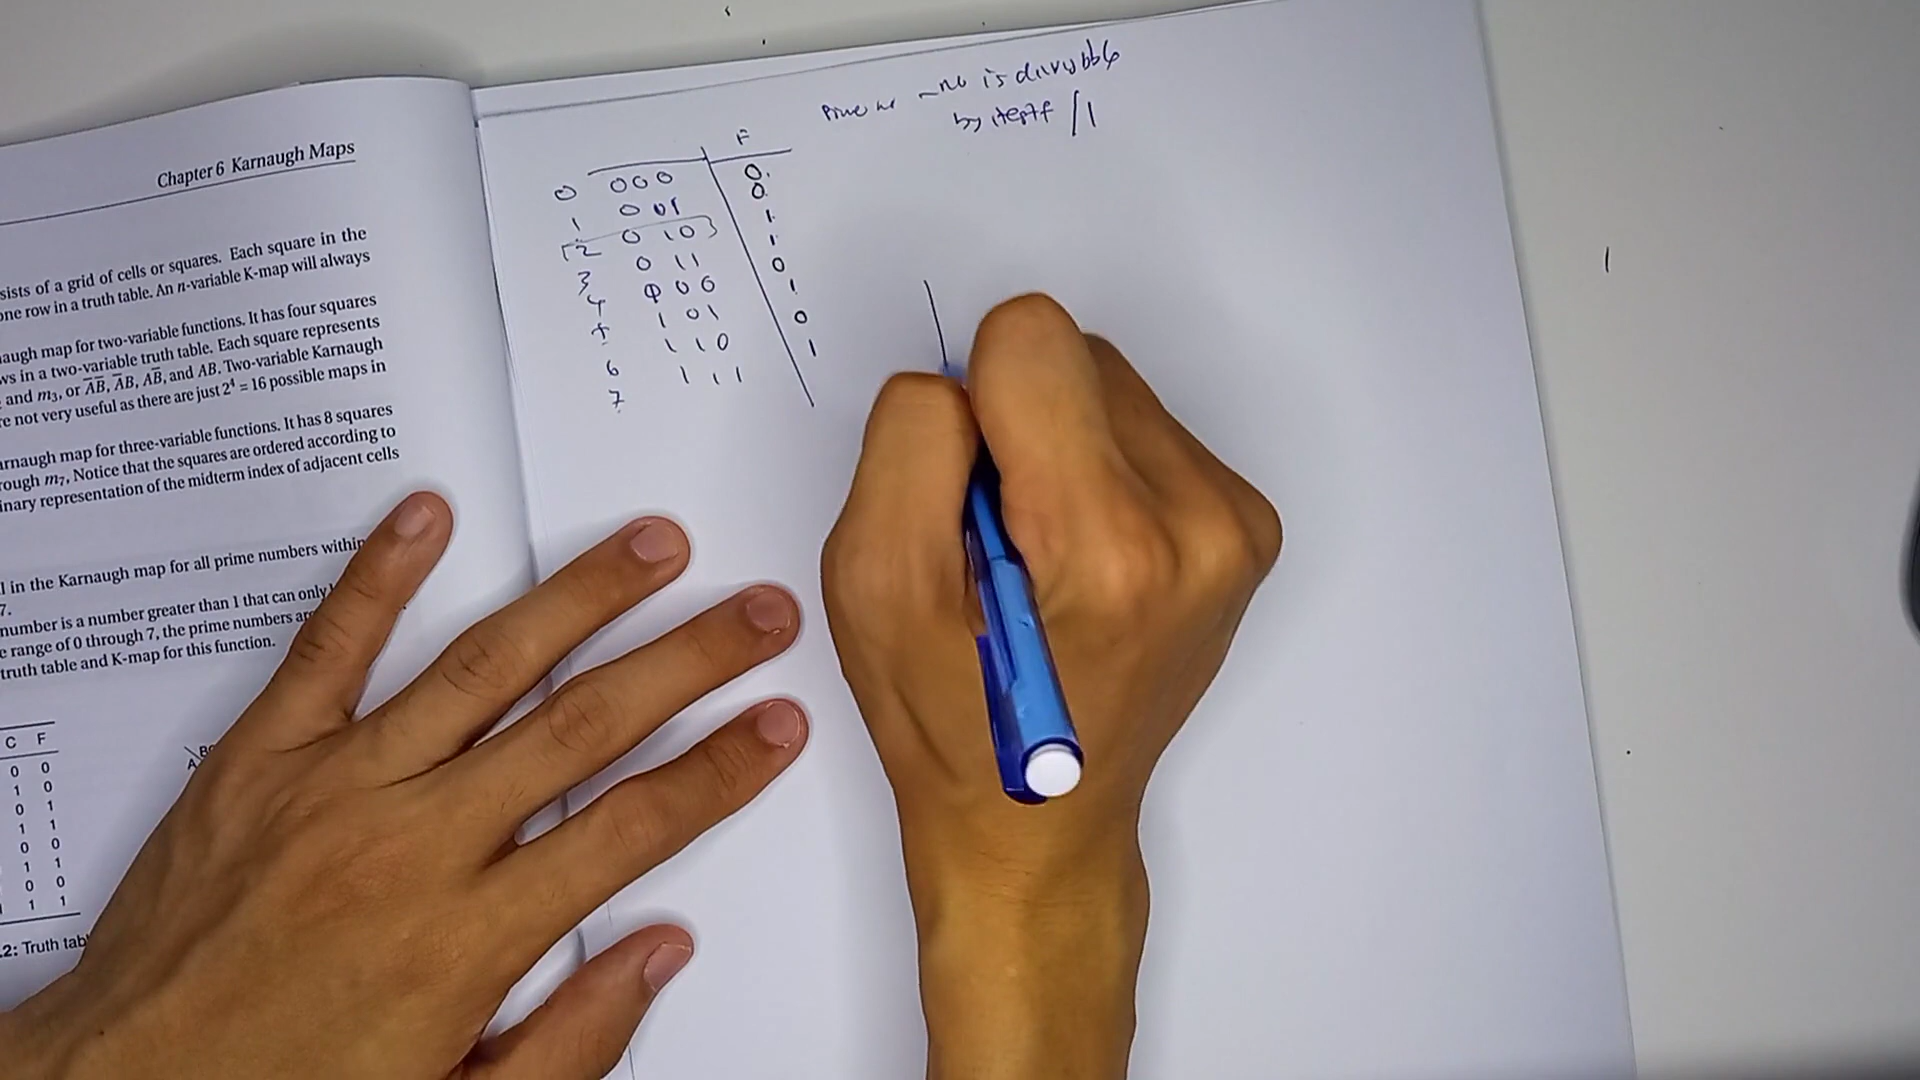 Chapter 6 Karnaugh Maps
sists of a grid of cells or squares. Each square in the
one row in a truth table. An n-variable K-map will always
naugh map for two-variable functions. It has four squares
ws in a two-variable truth table. Each square represents
and m₃, or A̅B̅, A̅B, AB̅, and AB. Two-variable Karnaugh
re not very useful as there are just 2⁴ = 16 possible maps in
arnaugh map for three-variable functions. It has 8 squares
rough m₇, Notice that the squares are ordered according to
inary representation of the midterm index of adjacent cells
l in the Karnaugh map for all prime numbers within
7.
number is a number greater than 1 that can only
e range of 0 through 7, the prime numbers ar
truth table and K-map for this function.
C F
0 0
1 0
0 1
1 1
0 0
1 1
0 0
1 1
A
.2: Truth tab
no is
by /1
F
0 000 0
1 001 0
2 010 1
3 011 1
4 000 0
5 101 1
6 110 0
7 111 1